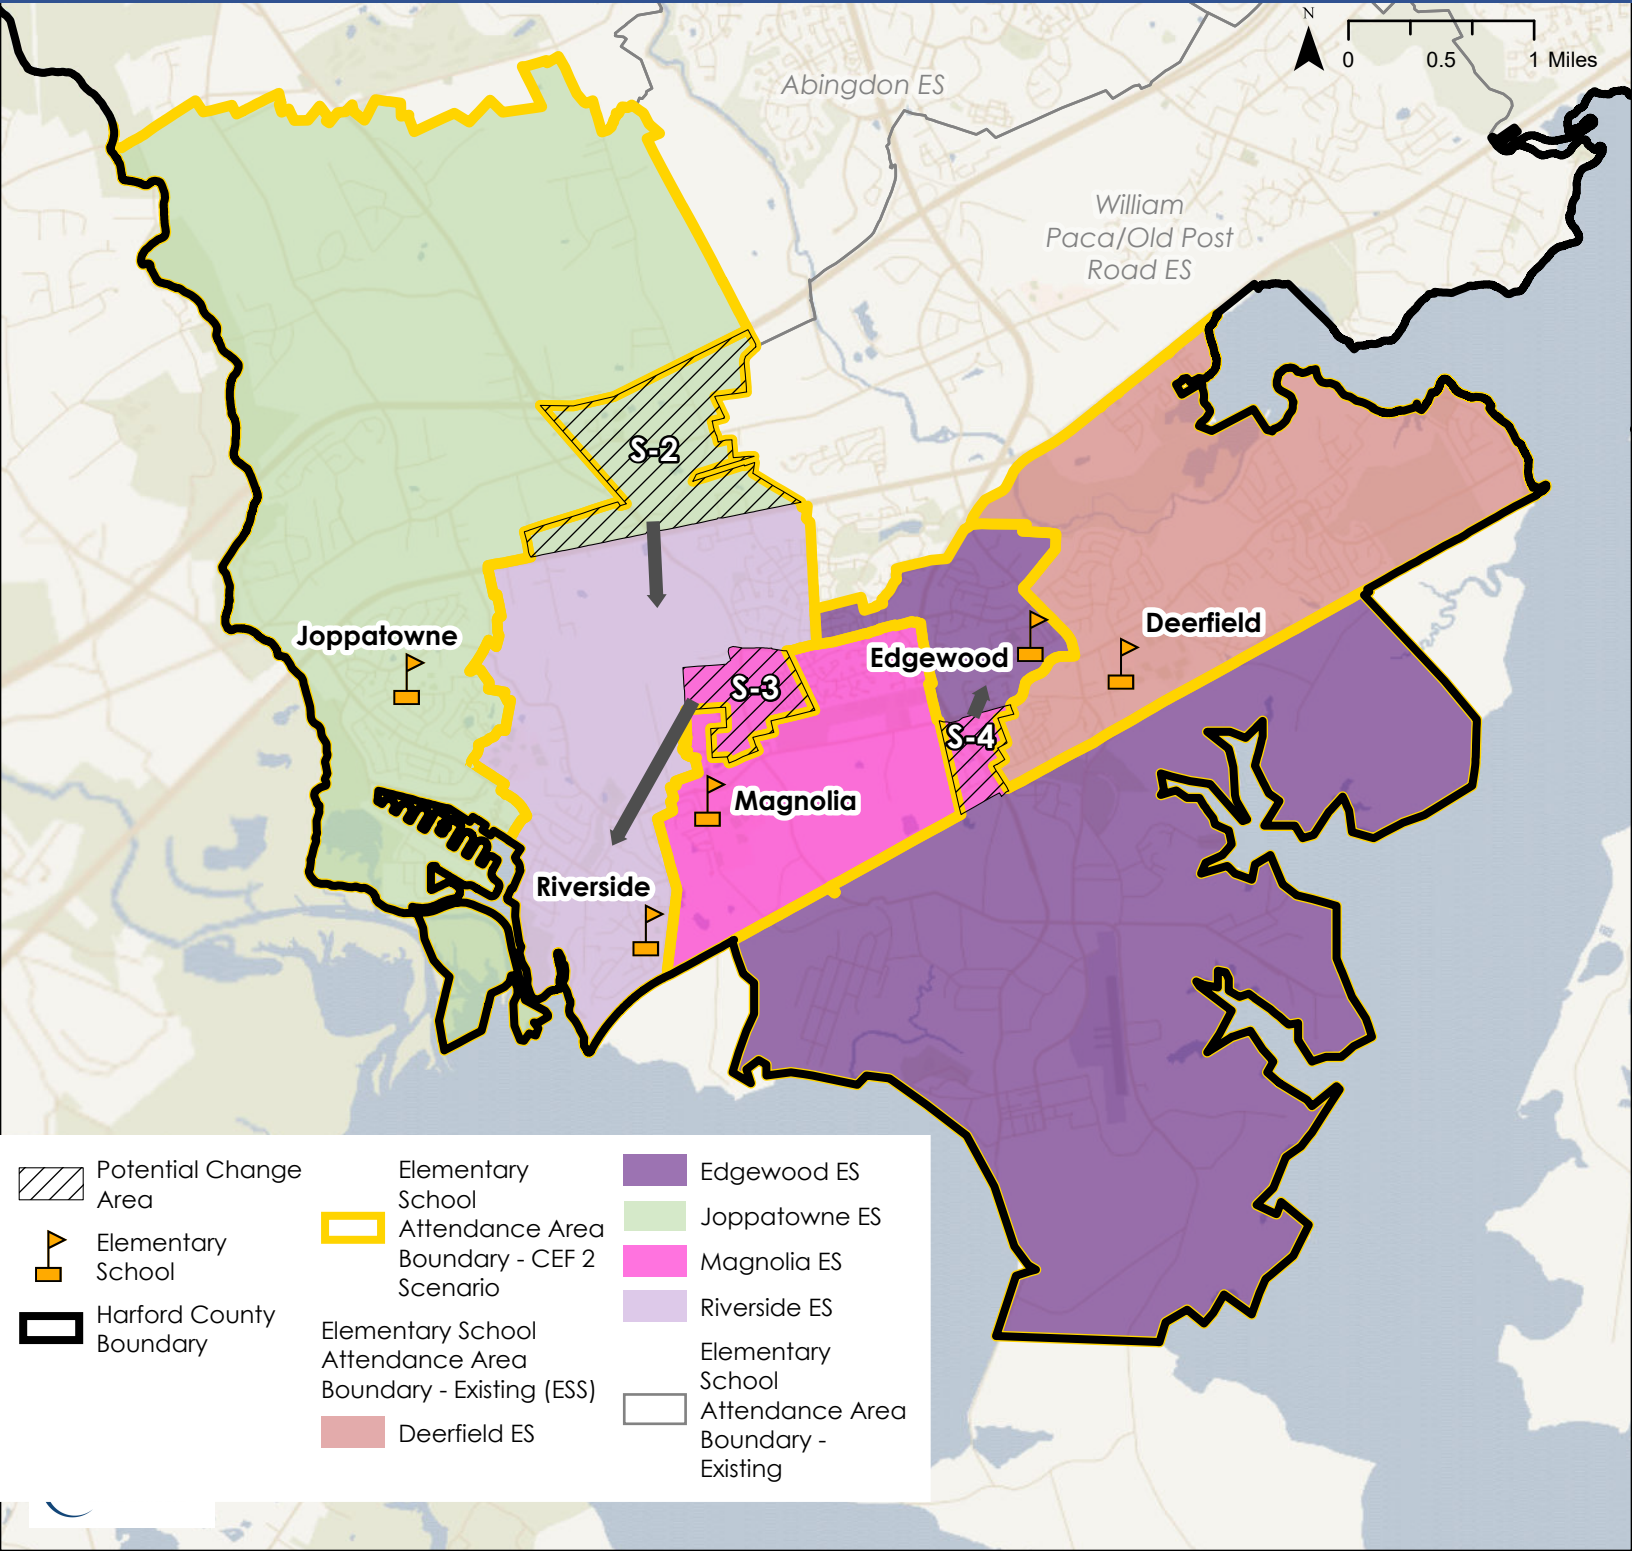 N
0
0.5
1 Miles
Abingdon ES
William
Paca/Old Post
Road ES
S-2
Joppatowne
Deerfield
Edgewood
S-3
S-4
Magnolia
Riverside
Potential Change
Area
Elementary
School
Harford County
Boundary
Elementary
School
Attendance Area
Boundary - CEF 2
Scenario
Elementary School
Attendance Area
Boundary - Existing (ESS)
Deerfield ES
Edgewood ES
Joppatowne ES
Magnolia ES
Riverside ES
Elementary
School
Attendance Area
Boundary -
Existing